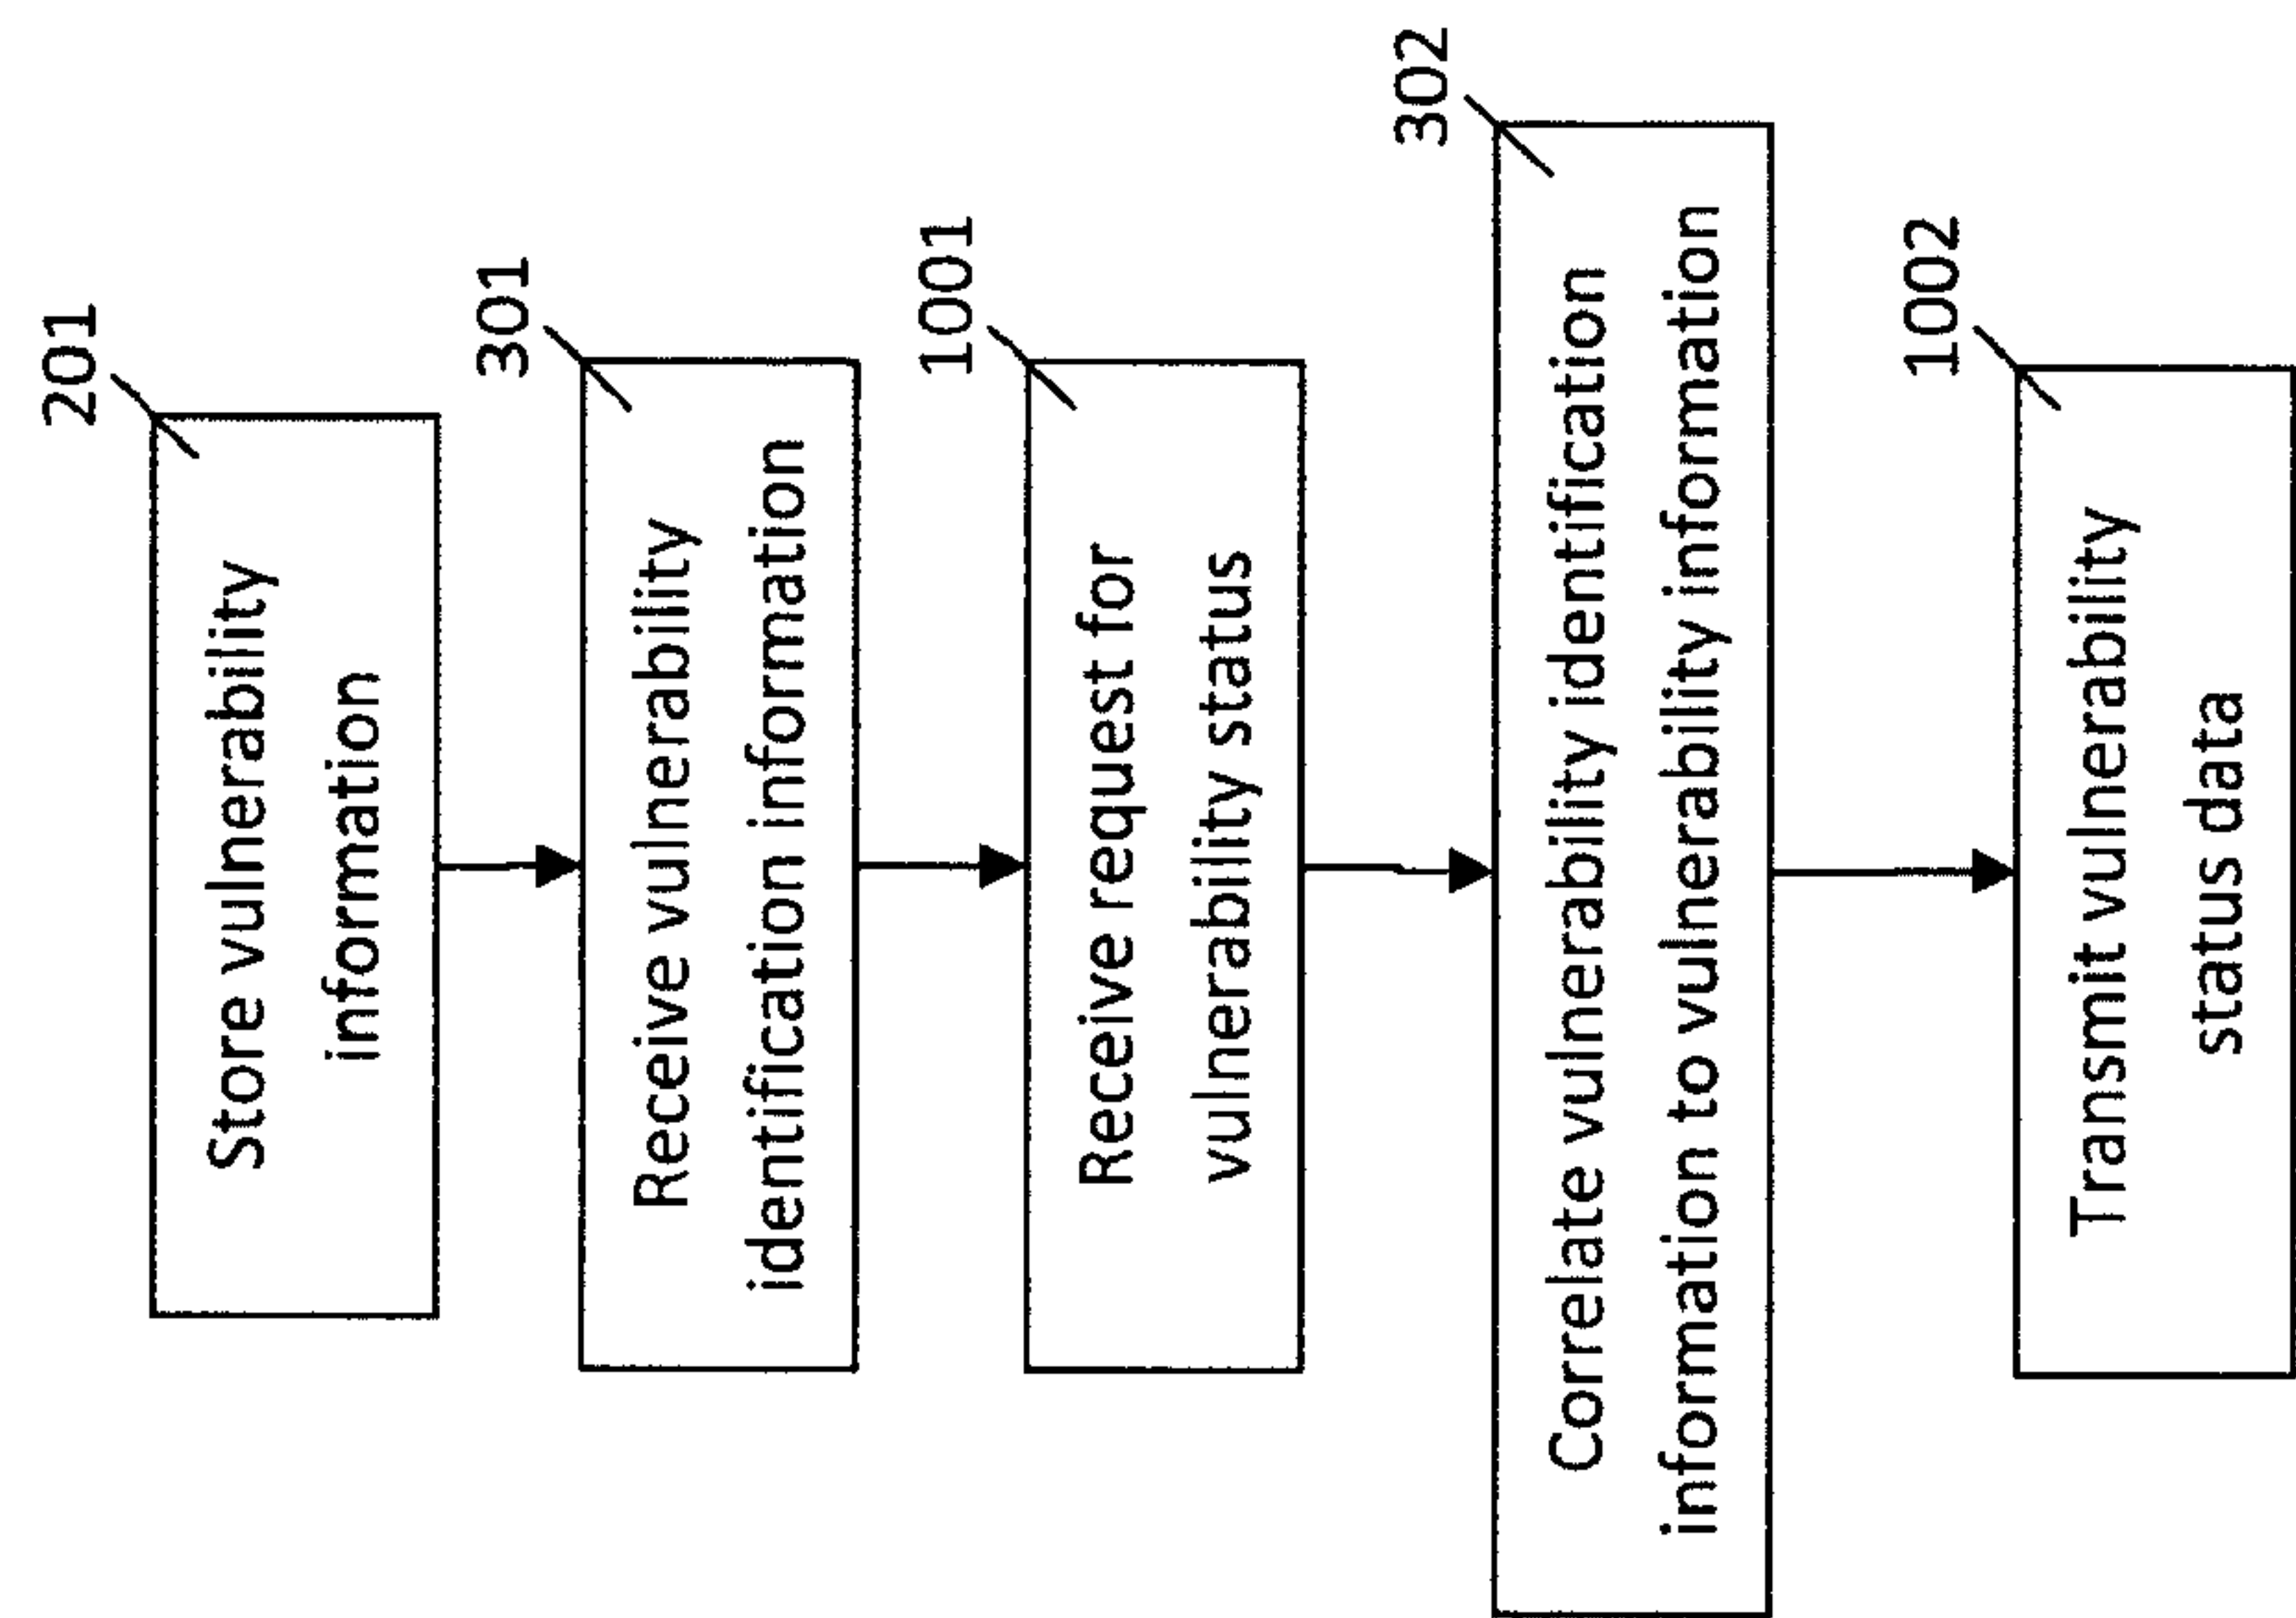 201
Store vulnerability
information
301
Receive vulnerability
identification information
1001
Receive request for
vulnerability status
302
Correlate vulnerability identification
information to vulnerability information
1002
Transmit vulnerability
status data